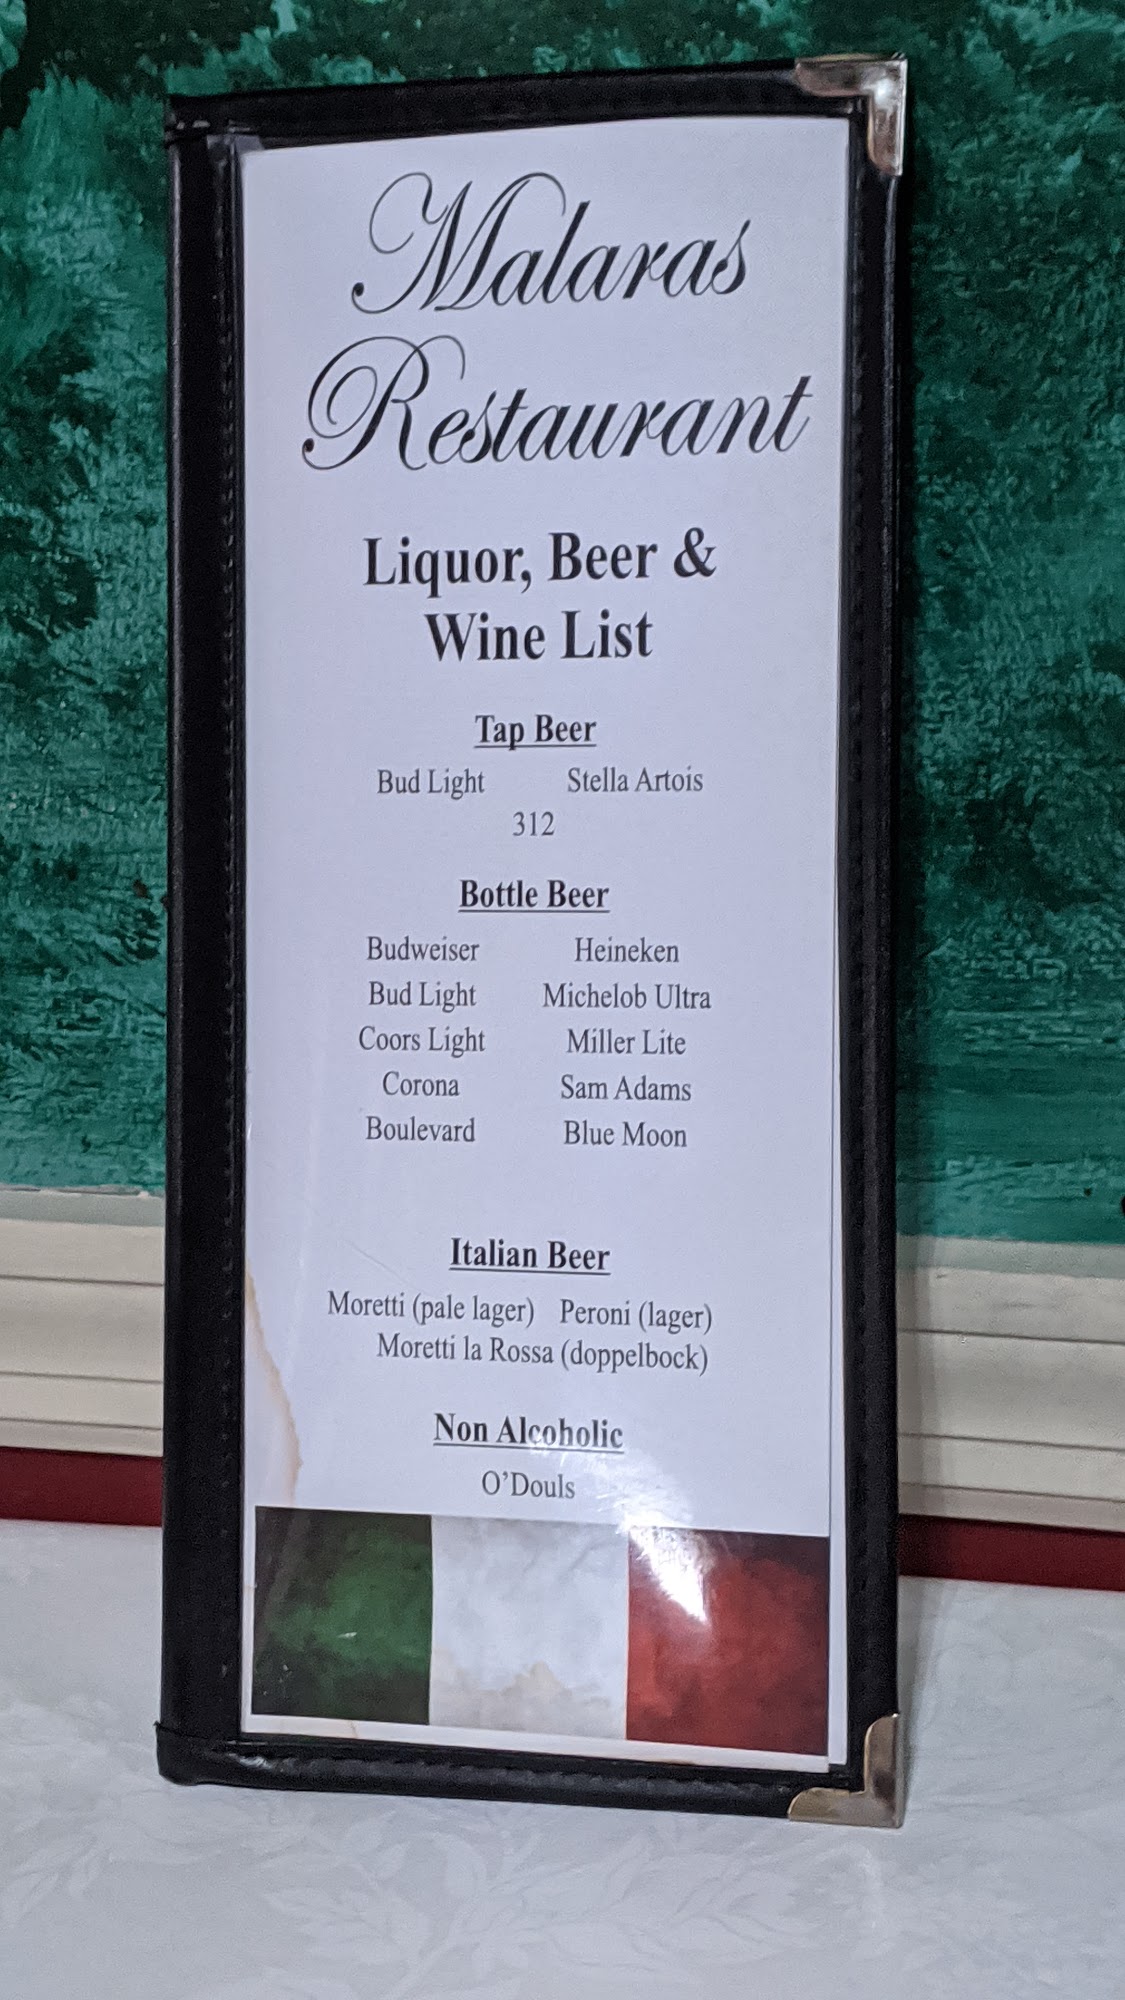 Malaras
Restaurant
Liquor, Beer &
Wine List
Tap Beer
Bud Light Stella Artois
312
Bottle Beer
Budweiser Heineken
Bud Light Michelob Ultra
Coors Light Miller Lite
Corona Sam Adams
Boulevard Blue Moon
Italian Beer
Moretti (pale lager) Peroni (lager)
Moretti la Rossa (doppelbock)
Non Alcoholic
O'Douls